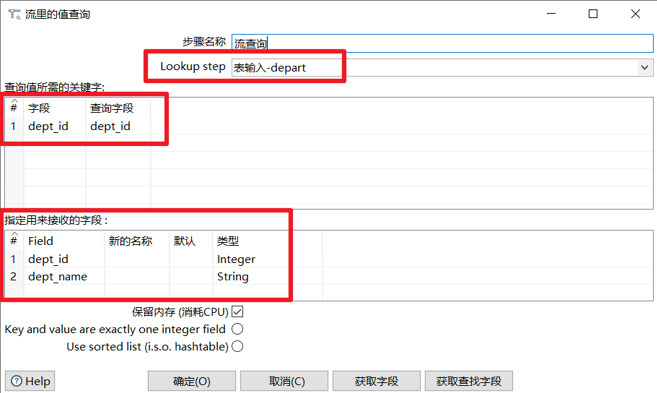 流里的值查询
步骤名称 流查询
Lookup step 表输入-depart
查询值所需的关键字:
# 字段 查询字段
1 dept_id dept_id
指定用来接收的字段 :
# Field 新的名称 默认 类型
1 dept_id Integer
2 dept_name String
保留内存 (消耗CPU)
Key and value are exactly one integer field
Use sorted list (i.s.o. hashtable)
Help 确定(O) 取消(C) 获取字段 获取查找字段